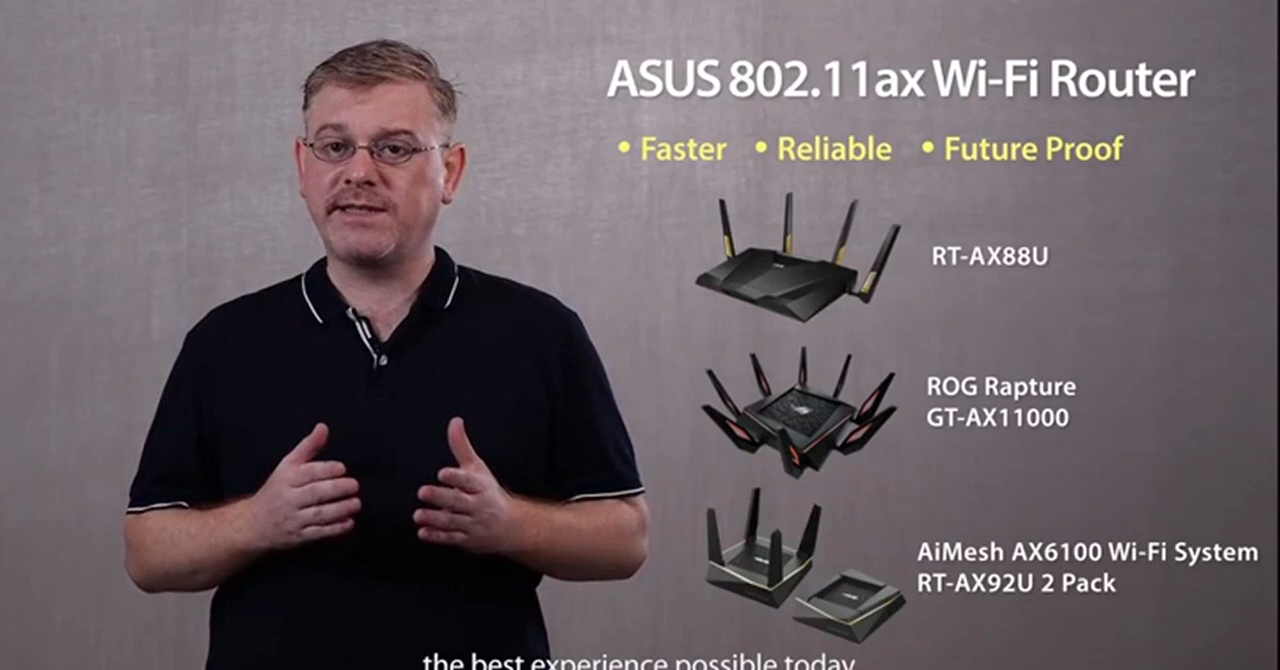 ASUS 802.11ax Wi-Fi Router
• Faster • Reliable • Future Proof
RT-AX88U
ROG Rapture
GT-AX11000
AiMesh AX6100 Wi-Fi System
RT-AX92U 2 Pack
the best experience possible today